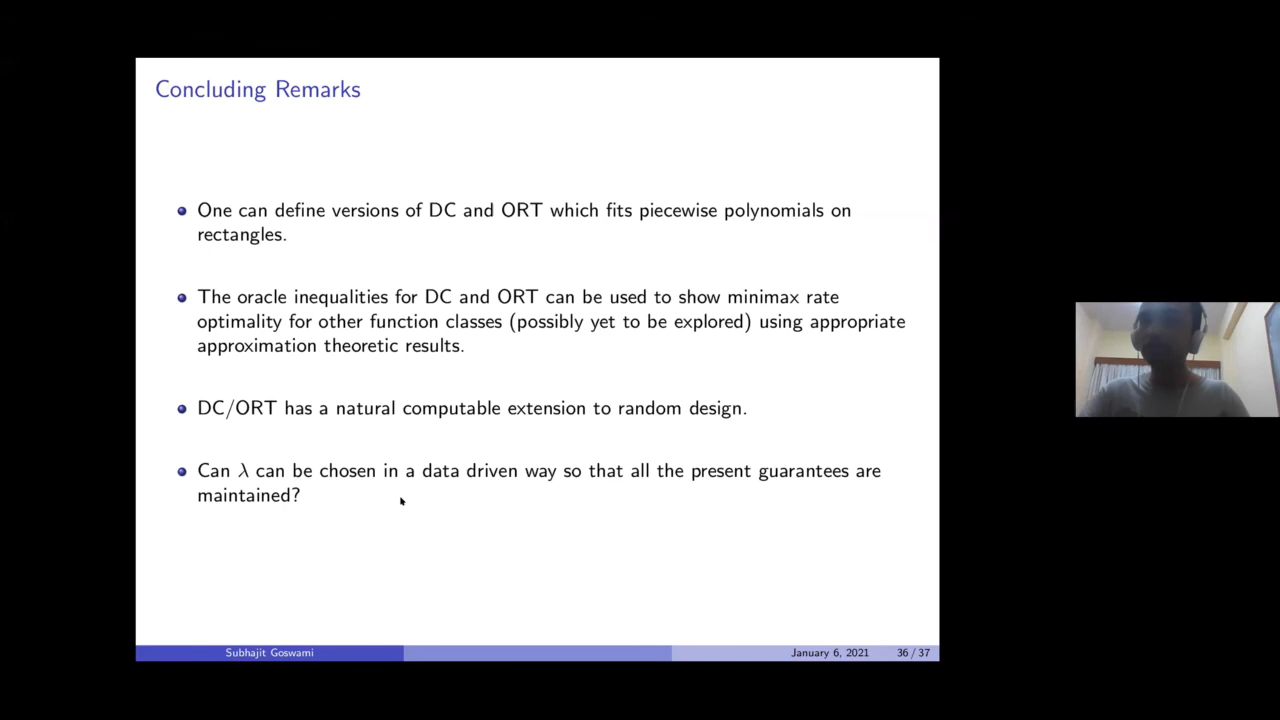 Concluding Remarks
One can define versions of DC and ORT which fits piecewise polynomials on
rectangles.
The oracle inequalities for DC and ORT can be used to show minimax rate
optimality for other function classes (possibly yet to be explored) using appropriate
approximation theoretic results.
DC/ORT has a natural computable extension to random design.
Can λ can be chosen in a data driven way so that all the present guarantees are
maintained?
Subhajit Goswami
January 6, 2021
36 / 37